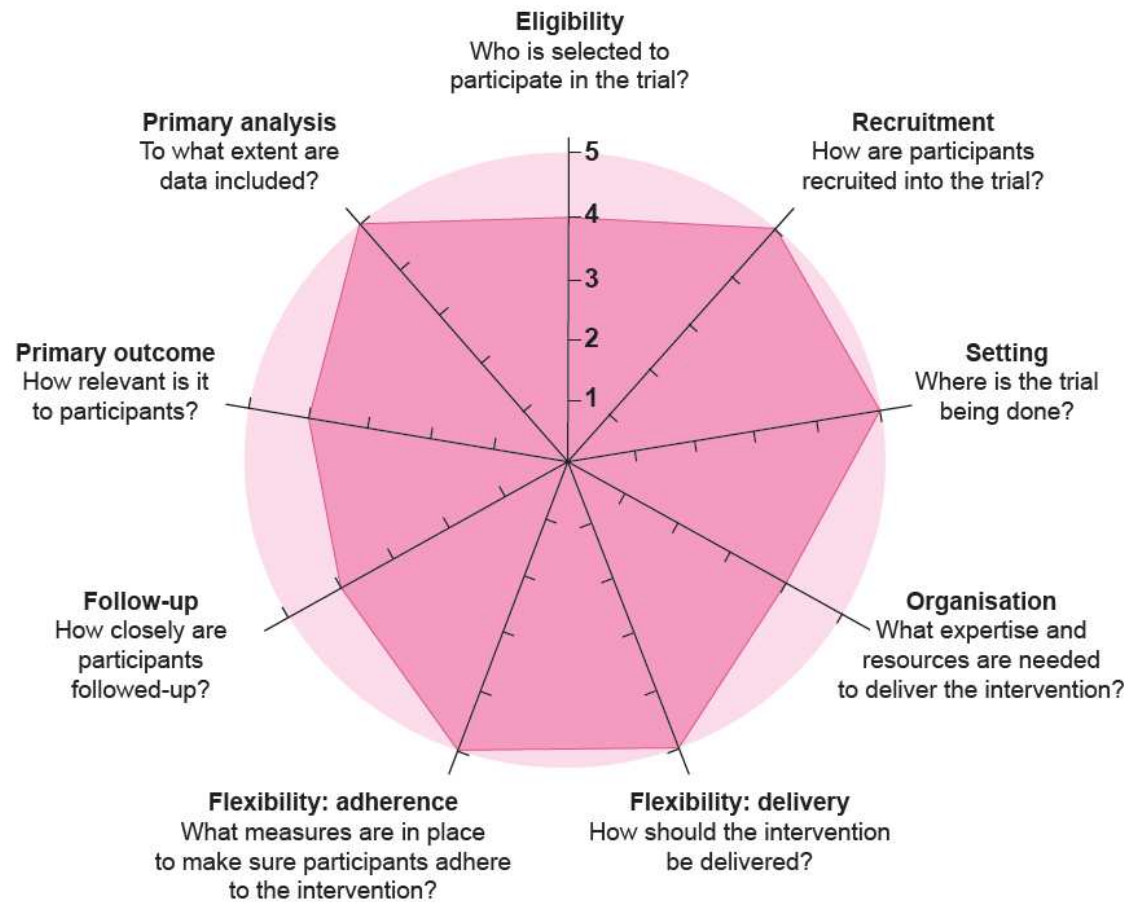 Eligibility
Who is selected to
participate in the trial?
Recruitment
How are participants
recruited into the trial?
Setting
Where is the trial
being done?
Organisation
What expertise and
resources are needed
to deliver the intervention?
Flexibility: delivery
How should the intervention
be delivered?
Flexibility: adherence
What measures are in place
to make sure participants adhere
to the intervention?
Follow-up
How closely are
participants
followed-up?
Primary outcome
How relevant is it
to participants?
Primary analysis
To what extent are
data included?
5
4
3
2
1